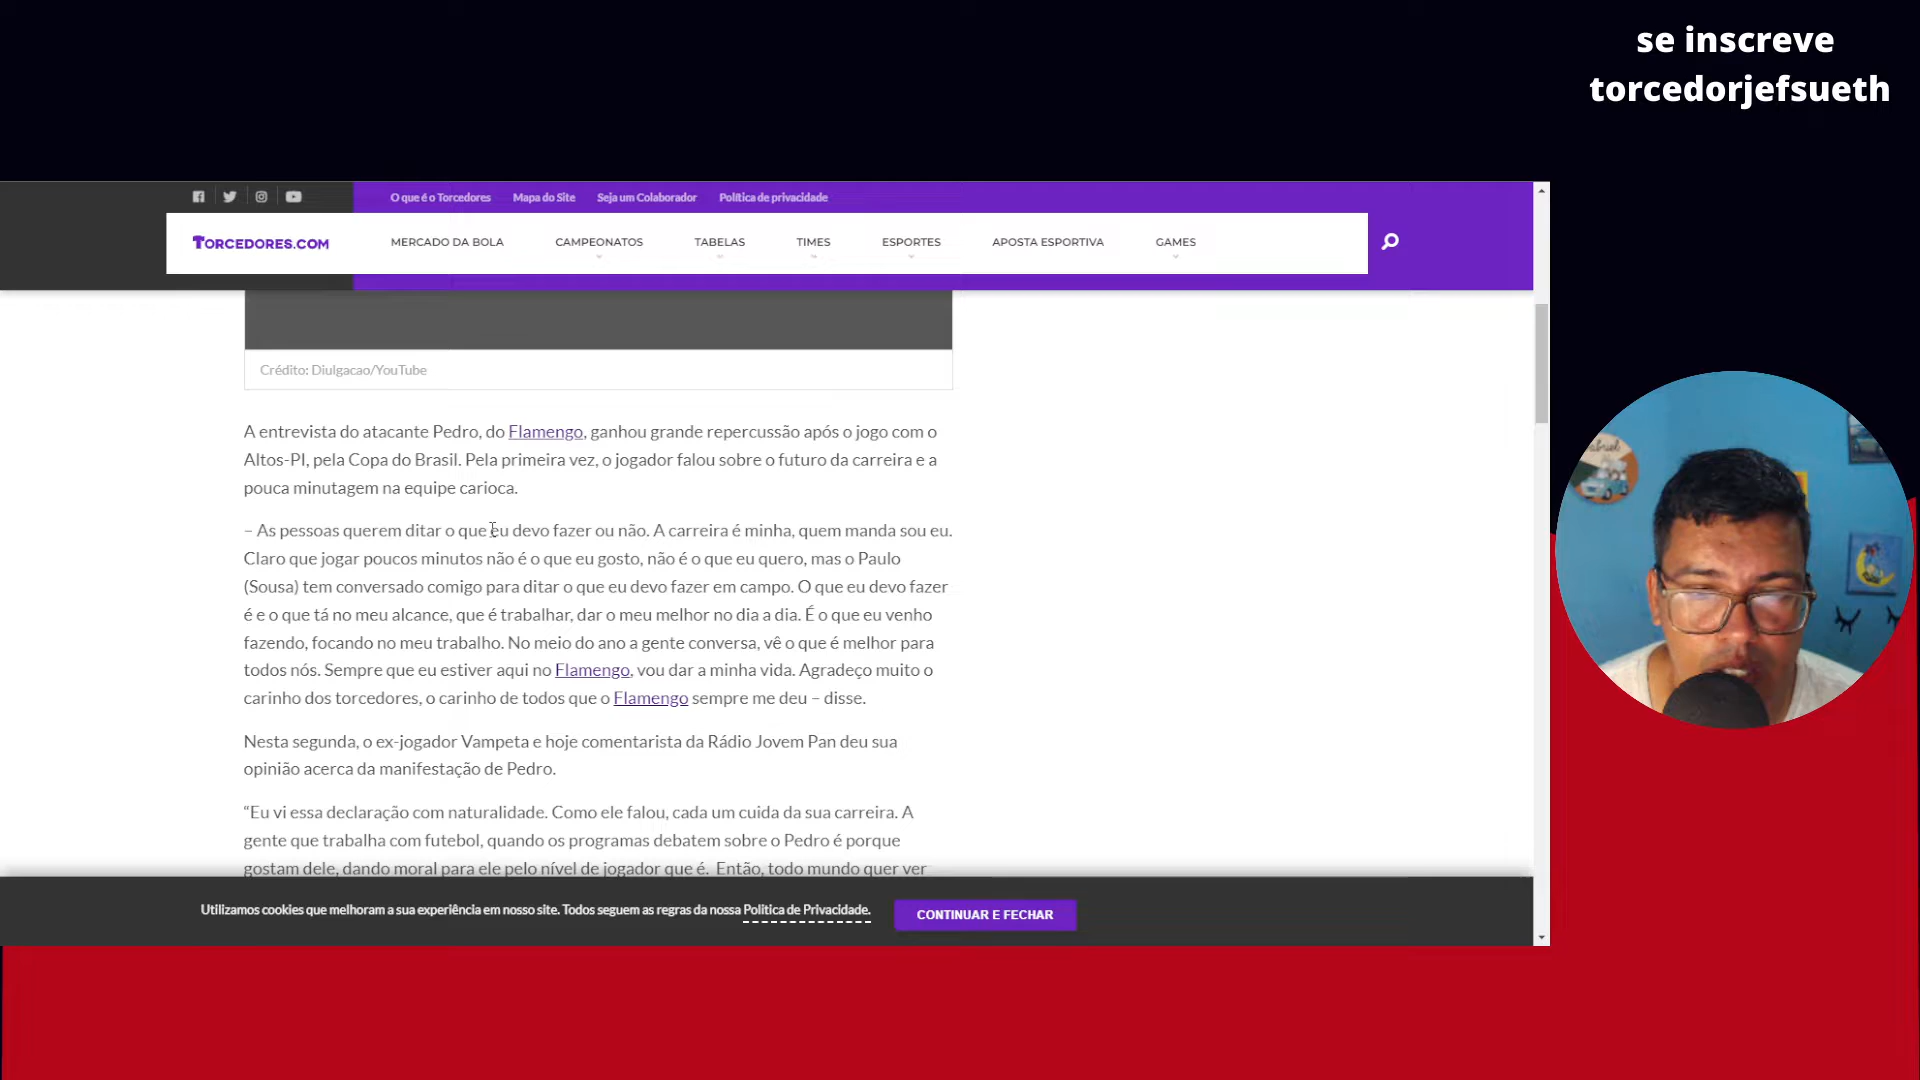 se inscreve
torcedorjefsueth
O que é o Torcedores Mapa do Site Seja um Colaborador Política de privacidade
TORCEDORES.COM MERCADO DA BOLA CAMPEONATOS TABELAS TIMES ESPORTES APOSTA ESPORTIVA GAMES
Crédito: Diulgacao/YouTube
A entrevista do atacante Pedro, do Flamengo, ganhou grande repercussão após o jogo com o
Altos-PI, pela Copa do Brasil. Pela primeira vez, o jogador falou sobre o futuro da carreira e a
pouca minutagem na equipe carioca.
– As pessoas querem ditar o que eu devo fazer ou não. A carreira é minha, quem manda sou eu.
Claro que jogar poucos minutos não é o que eu gosto, não é o que eu quero, mas o Paulo
(Sousa) tem conversado comigo para ditar o que eu devo fazer em campo. O que eu devo fazer
é e o que tá no meu alcance, que é trabalhar, dar o meu melhor no dia a dia. É o que eu venho
fazendo, focando no meu trabalho. No meio do ano a gente conversa, vê o que é melhor para
todos nós. Sempre que eu estiver aqui no Flamengo, vou dar a minha vida. Agradeço muito o
carinho dos torcedores, o carinho de todos que o Flamengo sempre me deu – disse.
Nesta segunda, o ex-jogador Vampeta e hoje comentarista da Rádio Jovem Pan deu sua
opinião acerca da manifestação de Pedro.
“Eu vi essa declaração com naturalidade. Como ele falou, cada um cuida da sua carreira. A
gente que trabalha com futebol, quando os programas debatem sobre o Pedro é porque
gostam dele, dando moral para ele pelo nível de jogador que é. Então, todo mundo quer ver
Utilizamos cookies que melhoram a sua experiência em nosso site. Todos seguem as regras da nossa Política de Privacidade. CONTINUAR E FECHAR